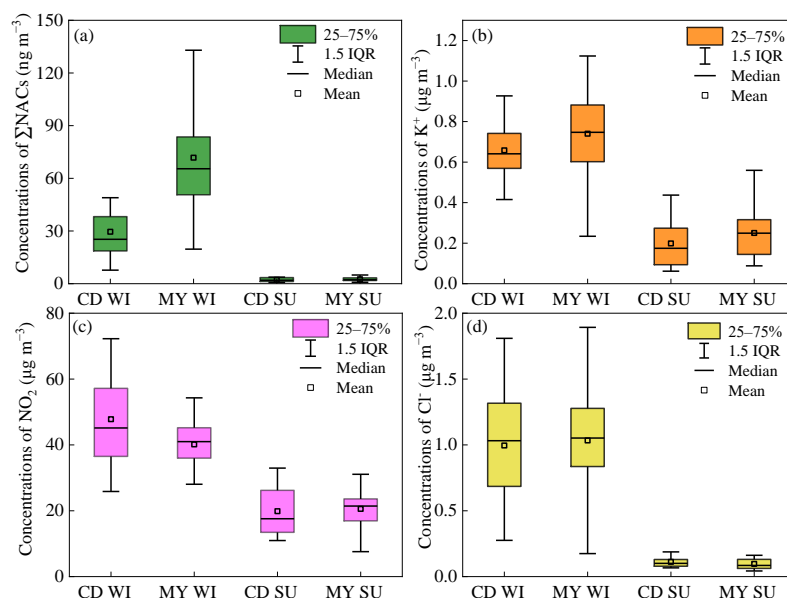 (a)
25–75%
1.5 IQR
Median
Mean
Concentrations of ∑NACs (ng m⁻³)
150
120
90
60
30
0
CD WI MY WI CD SU MY SU
(b)
25–75%
1.5 IQR
Median
Mean
Concentrations of K⁺ (μg m⁻³)
1.2
1.0
0.8
0.6
0.4
0.2
0.0
CD WI MY WI CD SU MY SU
(c)
25–75%
1.5 IQR
Median
Mean
Concentrations of NO₂ (μg m⁻³)
80
60
40
20
0
CD WI MY WI CD SU MY SU
(d)
25–75%
1.5 IQR
Median
Mean
Concentrations of Cl⁻ (μg m⁻³)
2.0
1.5
1.0
0.5
0.0
CD WI MY WI CD SU MY SU